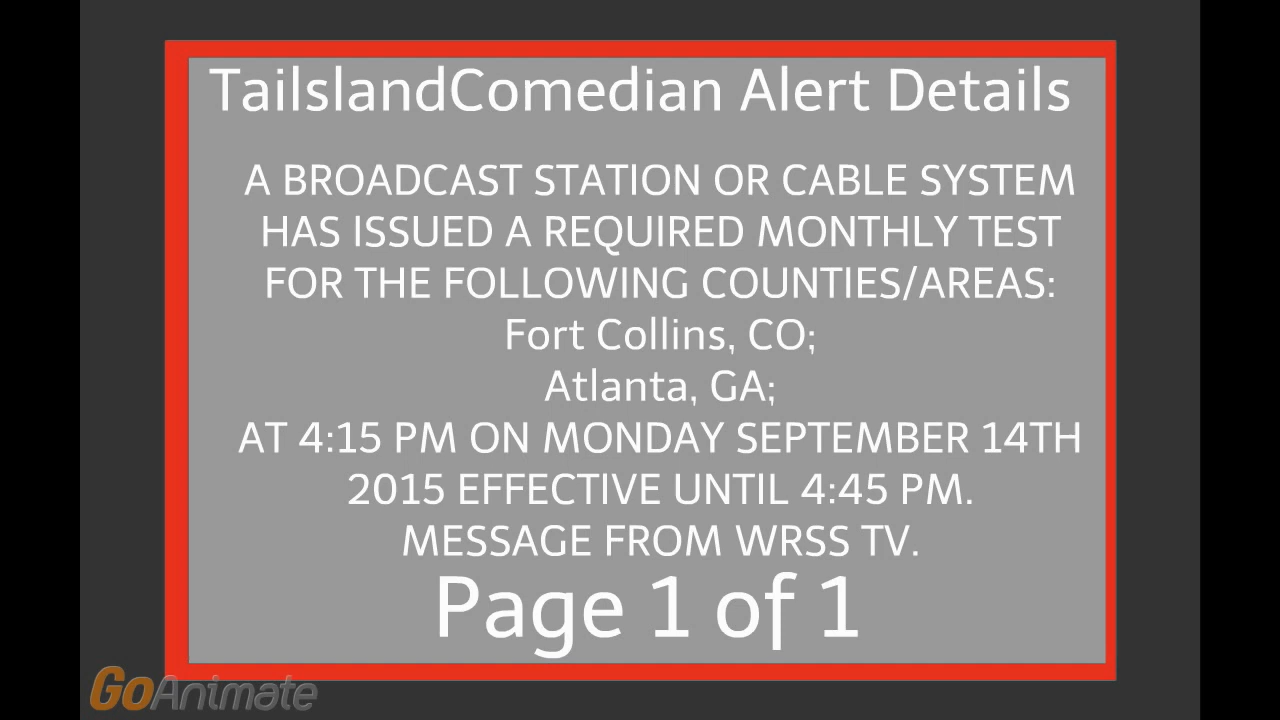 TailslandComedian Alert Details
A BROADCAST STATION OR CABLE SYSTEM
HAS ISSUED A REQUIRED MONTHLY TEST
FOR THE FOLLOWING COUNTIES/AREAS:
Fort Collins, CO;
Atlanta, GA;
AT 4:15 PM ON MONDAY SEPTEMBER 14TH
2015 EFFECTIVE UNTIL 4:45 PM.
MESSAGE FROM WRSS TV.
Page 1 of 1
GoAnimate